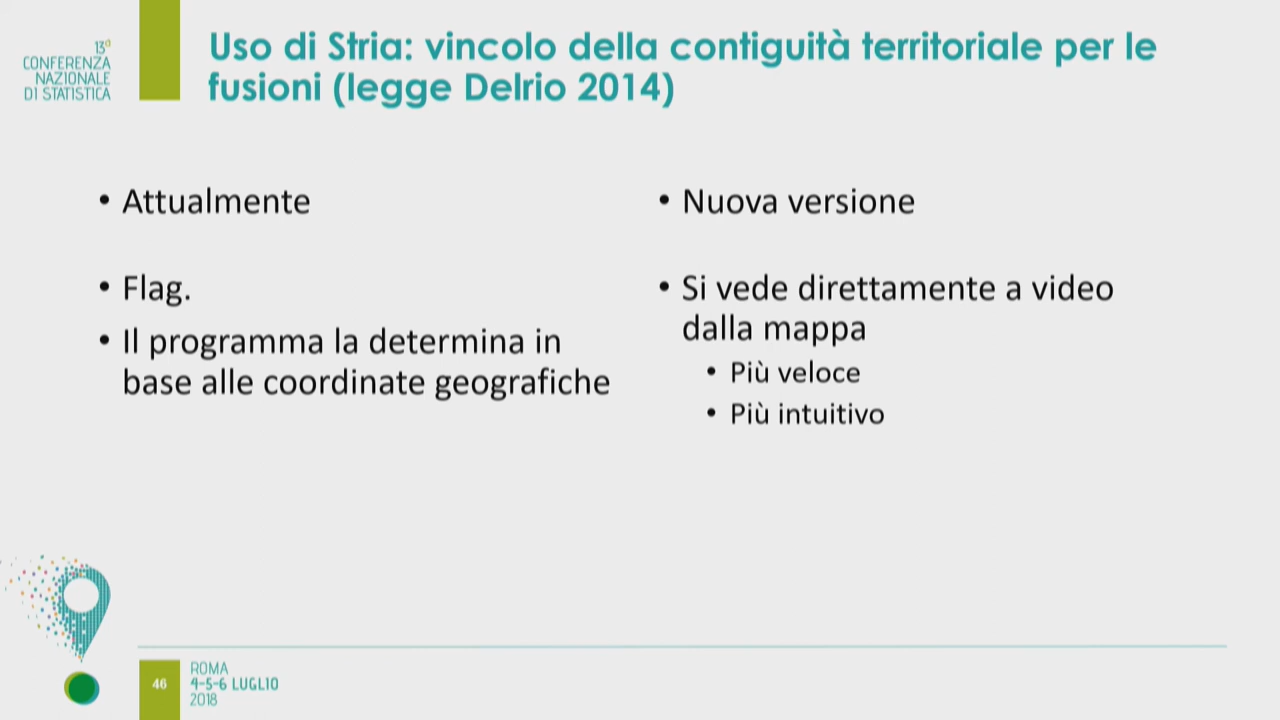 13ª
CONFERENZA
NAZIONALE
DI STATISTICA
Uso di Stria: vincolo della contiguità territoriale per le
fusioni (legge Delrio 2014)
• Attualmente
• Flag.
• Il programma la determina in
base alle coordinate geografiche
• Nuova versione
• Si vede direttamente a video
dalla mappa
• Più veloce
• Più intuitivo
46
ROMA
4-5-6 LUGLIO
2018